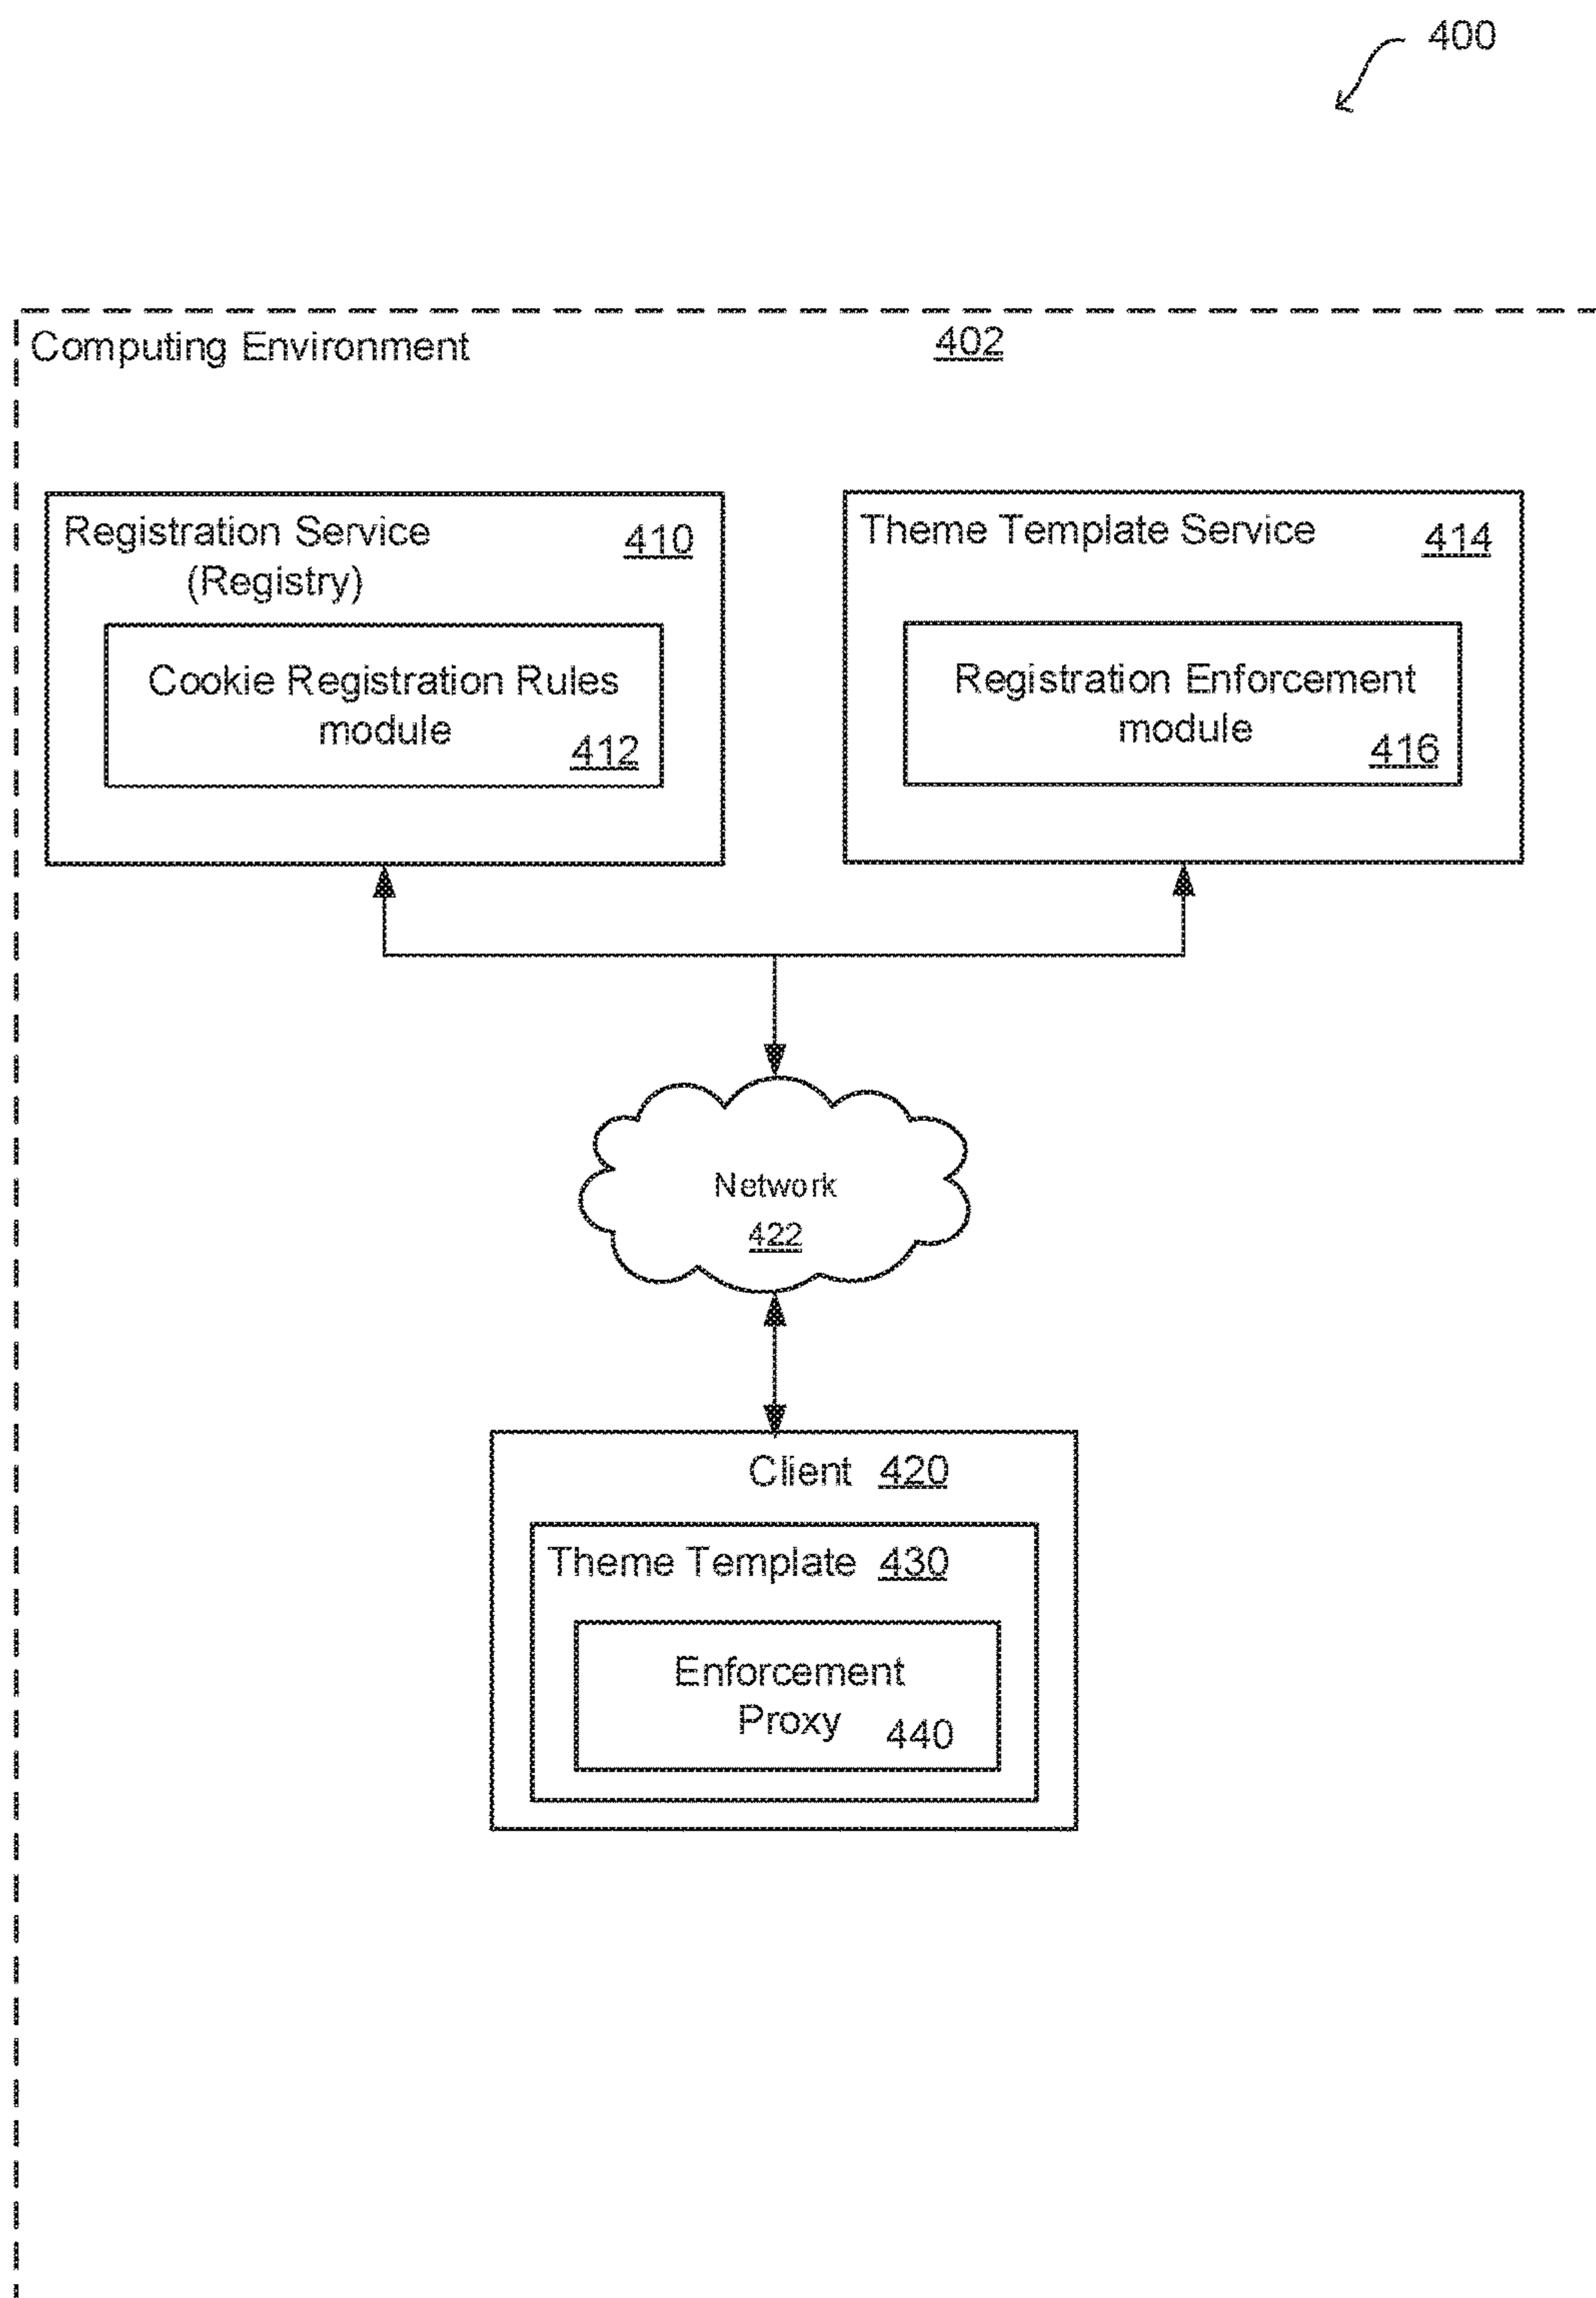 400
Computing Environment 402
Registration Service 410
(Registry)
Cookie Registration Rules
module 412
Theme Template Service 414
Registration Enforcement
module 416
Network
422
Client 420
Theme Template 430
Enforcement
Proxy 440